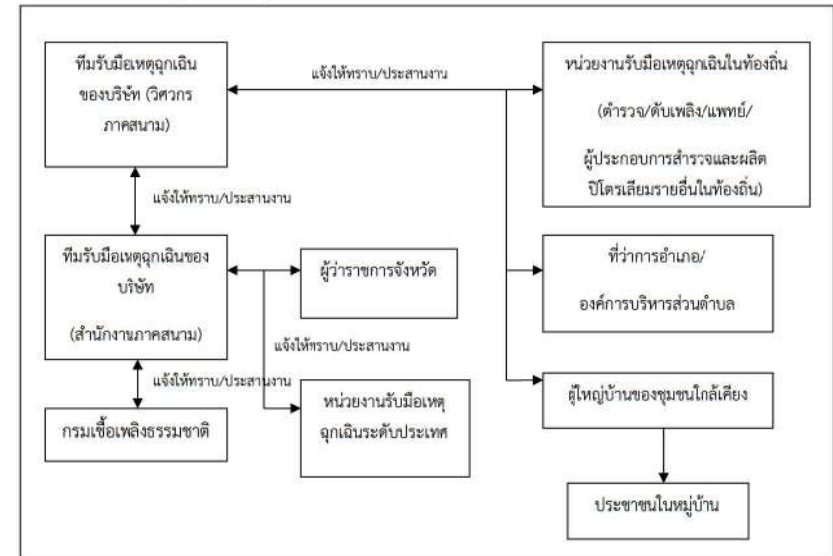 ทีมรับมือเหตุฉุกเฉิน
ของบริษัท (วิศวกร
ภาคสนาม)
แจ้งให้ทราบ/ประสานงาน
หน่วยงานรับมือเหตุฉุกเฉินในท้องถิ่น
(ตำรวจ/ดับเพลิง/แพทย์/
ผู้ประกอบการสำรวจและผลิต
ปิโตรเลียมรายอื่นในท้องถิ่น)
แจ้งให้ทราบ/ประสานงาน
ทีมรับมือเหตุฉุกเฉินของ
บริษัท
(สำนักงานภาคสนาม)
ผู้ว่าราชการจังหวัด
ที่ว่าการอำเภอ/
องค์การบริหารส่วนตำบล
แจ้งให้ทราบ/ประสานงาน
แจ้งให้ทราบ/ประสานงาน
กรมเชื้อเพลิงธรรมชาติ
หน่วยงานรับมือเหตุ
ฉุกเฉินระดับประเทศ
ผู้ใหญ่บ้านของชุมชนใกล้เคียง
ประชาชนในหมู่บ้าน